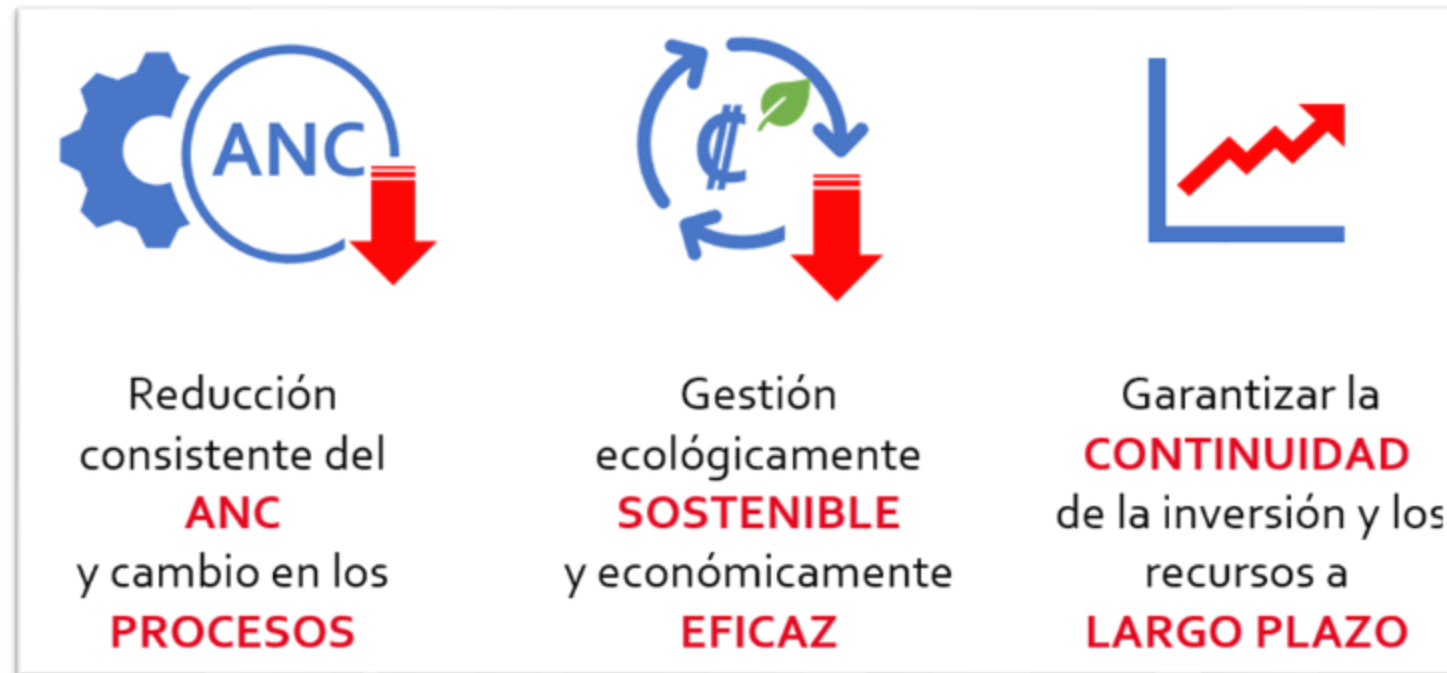 ANC
₡
Reducción
consistente del
ANC
y cambio en los
PROCESOS
Gestión
ecológicamente
SOSTENIBLE
y económicamente
EFICAZ
Garantizar la
CONTINUIDAD
de la inversión y los
recursos a
LARGO PLAZO